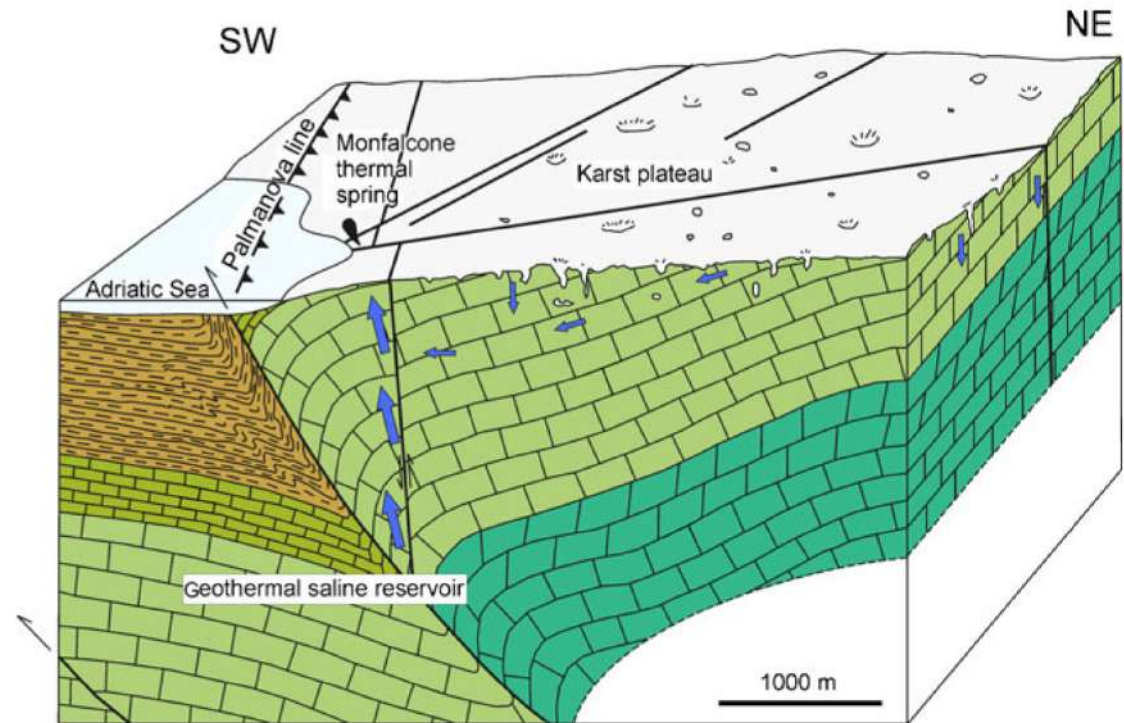 SW
NE
Palmanova line
Monfalcone
thermal
spring
Karst plateau
Adriatic Sea
Geothermal saline reservoir
1000 m